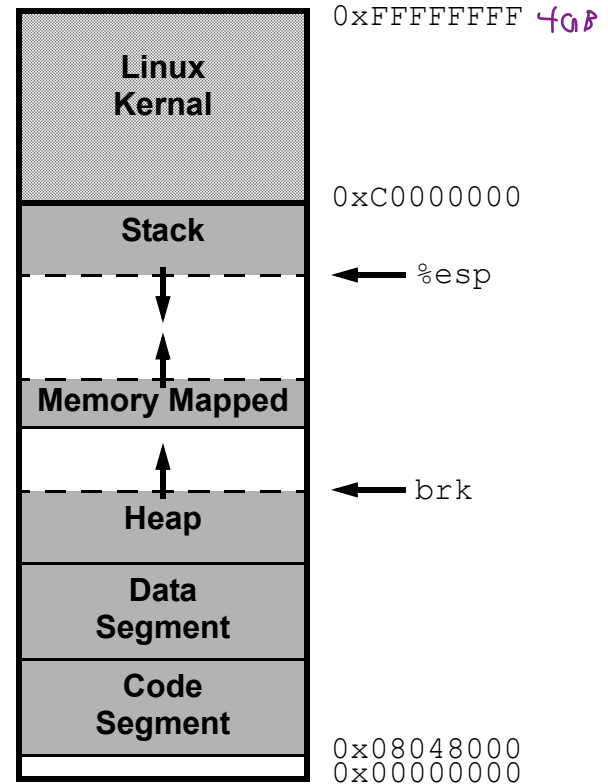 0xFFFFFFFF 4GB
Linux
Kernal
0xC0000000
Stack
%esp
Memory Mapped
brk
Heap
Data
Segment
Code
Segment
0x08048000
0x00000000